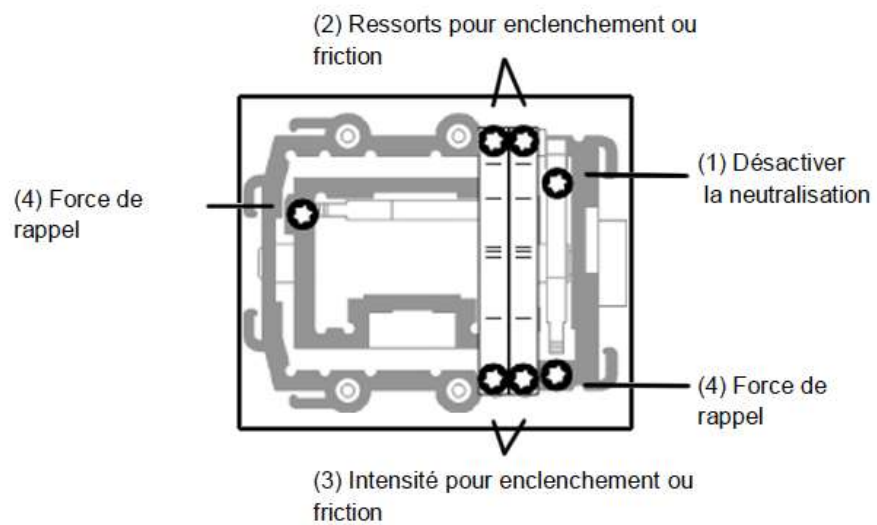 (2) Ressorts pour enclenchement ou
friction
(1) Désactiver
la neutralisation
(4) Force de
rappel
(4) Force de
rappel
(3) Intensité pour enclenchement ou
friction